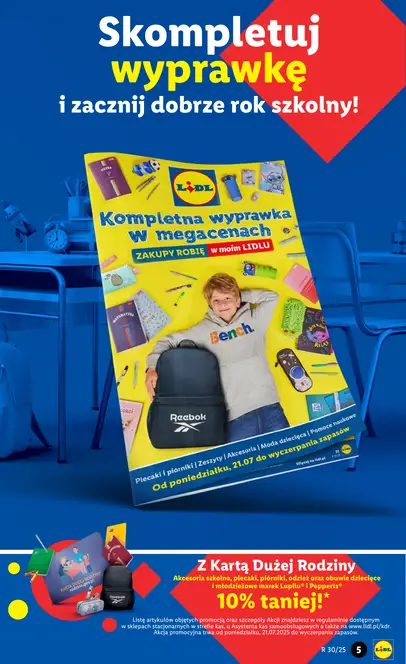 Skompletuj
wyprawkę
i zacznij dobrze rok szkolny!
LIDL
Kompletna wyprawka
w megacenach
ZAKUPY ROBIĘ w moim LIDLU
Bench.
Reebok
Plecaki i piórniki | Zeszyty | Akcesoria | Moda dziecięca | Pomoce naukowe
Od poniedziałku, 21.07 do wyczerpania zapasów
Z Kartą Dużej Rodziny
Akcesoria szkolne, plecaki, piórniki, odzież oraz obuwie dziecięce
i młodzieżowe marek Lupilu® i Pepperts®
10% taniej!*
Listę artykułów objętych promocją oraz szczegóły Akcji znajdziesz w regulaminie dostępnym
w sklepach stacjonarnych w strefie kas, u Asystenta kas samoobsługowych a także na www.lidl.pl/kdr.
Akcja promocyjna trwa od poniedziałku, 21.07.2025 do wyczerpania zapasów.
R 30/25 5 LIDL